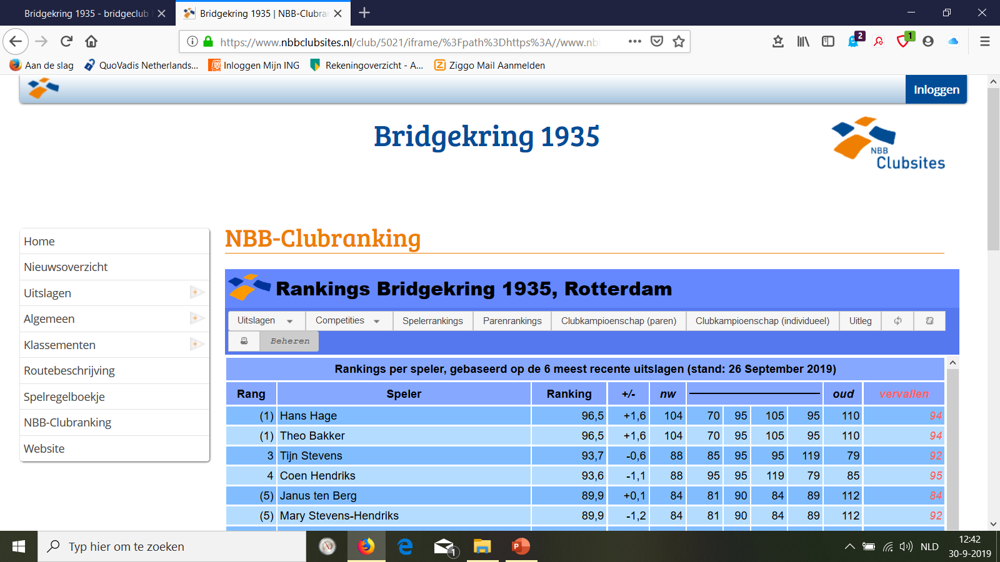 Bridgekring 1935 - bridgeclub
Bridgekring 1935 | NBB-Clubran
https://www.nbbclubsites.nl/club/5021/iframe/%3Fpath%3Dhttps%3A//www.nb
2
1
Aan de slag
QuoVadis Netherlands...
Inloggen Mijn ING
Rekeningoverzicht - A...
Ziggo Mail Aanmelden
Inloggen
Bridgekring 1935
NBB
Clubsites
Home
Nieuwsoverzicht
Uitslagen
Algemeen
Klassementen
Routebeschrijving
Spelregelboekje
NBB-Clubranking
Website
NBB-Clubranking
Rankings Bridgekring 1935, Rotterdam
Uitslagen Competities Spelerrankings Parenrankings Clubkampioenschap (paren) Clubkampioenschap (individueel) Uitleg
Beheren
Rankings per speler, gebaseerd op de 6 meest recente uitslagen (stand: 26 September 2019)
Rang Speler Ranking +/- nw oud vervallen
(1) Hans Hage 96,5 +1,6 104 70 95 105 95 110 94
(1) Theo Bakker 96,5 +1,6 104 70 95 105 95 110 94
3 Tijn Stevens 93,7 -0,6 88 85 95 95 119 79 92
4 Coen Hendriks 93,6 -1,1 88 95 95 119 79 85 95
(5) Janus ten Berg 89,9 +0,1 84 81 90 84 89 112 84
(5) Mary Stevens-Hendriks 89,9 -1,2 84 81 90 84 89 112 92
Typ hier om te zoeken
1
NLD
12:42
30-9-2019